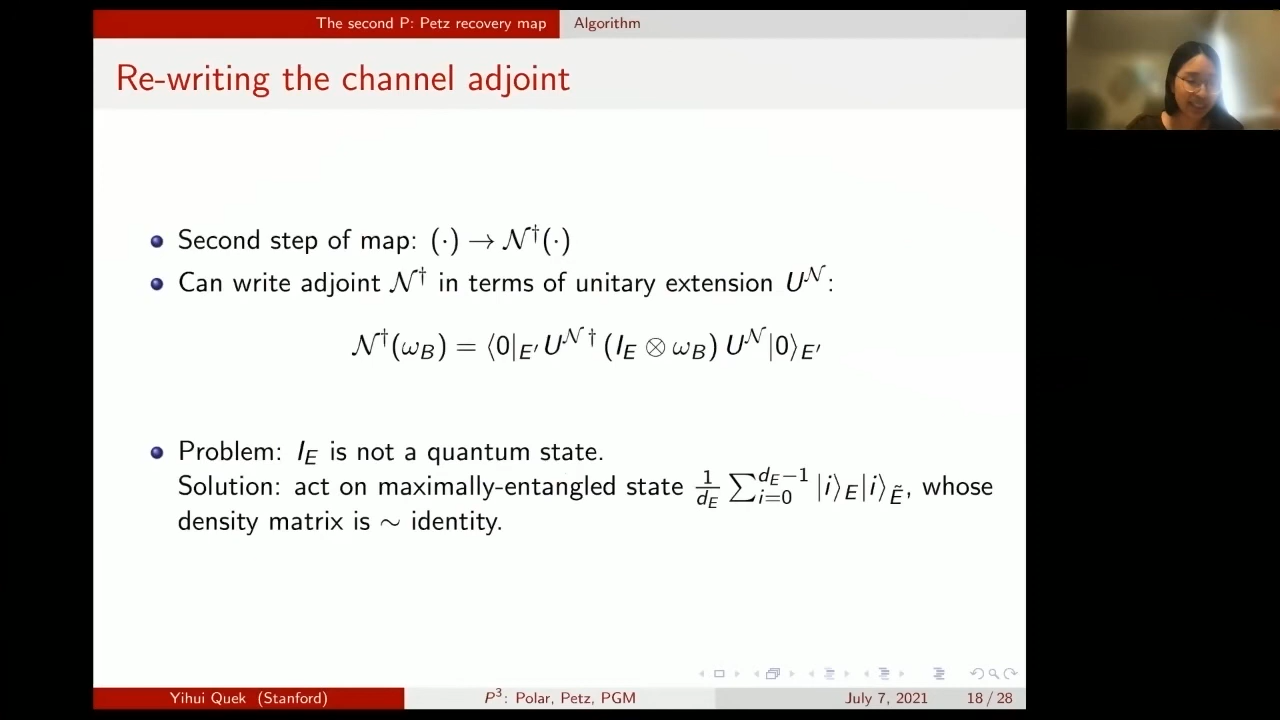 The second P: Petz recovery map Algorithm
Re-writing the channel adjoint
Second step of map: (·) → 𝒩†(·)
Can write adjoint 𝒩† in terms of unitary extension U^𝒩:
𝒩†(ω_B) = ⟨0|_E′ U^𝒩 † (I_E ⊗ ω_B) U^𝒩 |0⟩_E′
Problem: I_E is not a quantum state.
Solution: act on maximally-entangled state 1/d_E ∑_{i=0}^{d_E−1} |i⟩_E|i⟩_Ẽ, whose
density matrix is ∼ identity.
Yihui Quek (Stanford) P³: Polar, Petz, PGM July 7, 2021 18 / 28